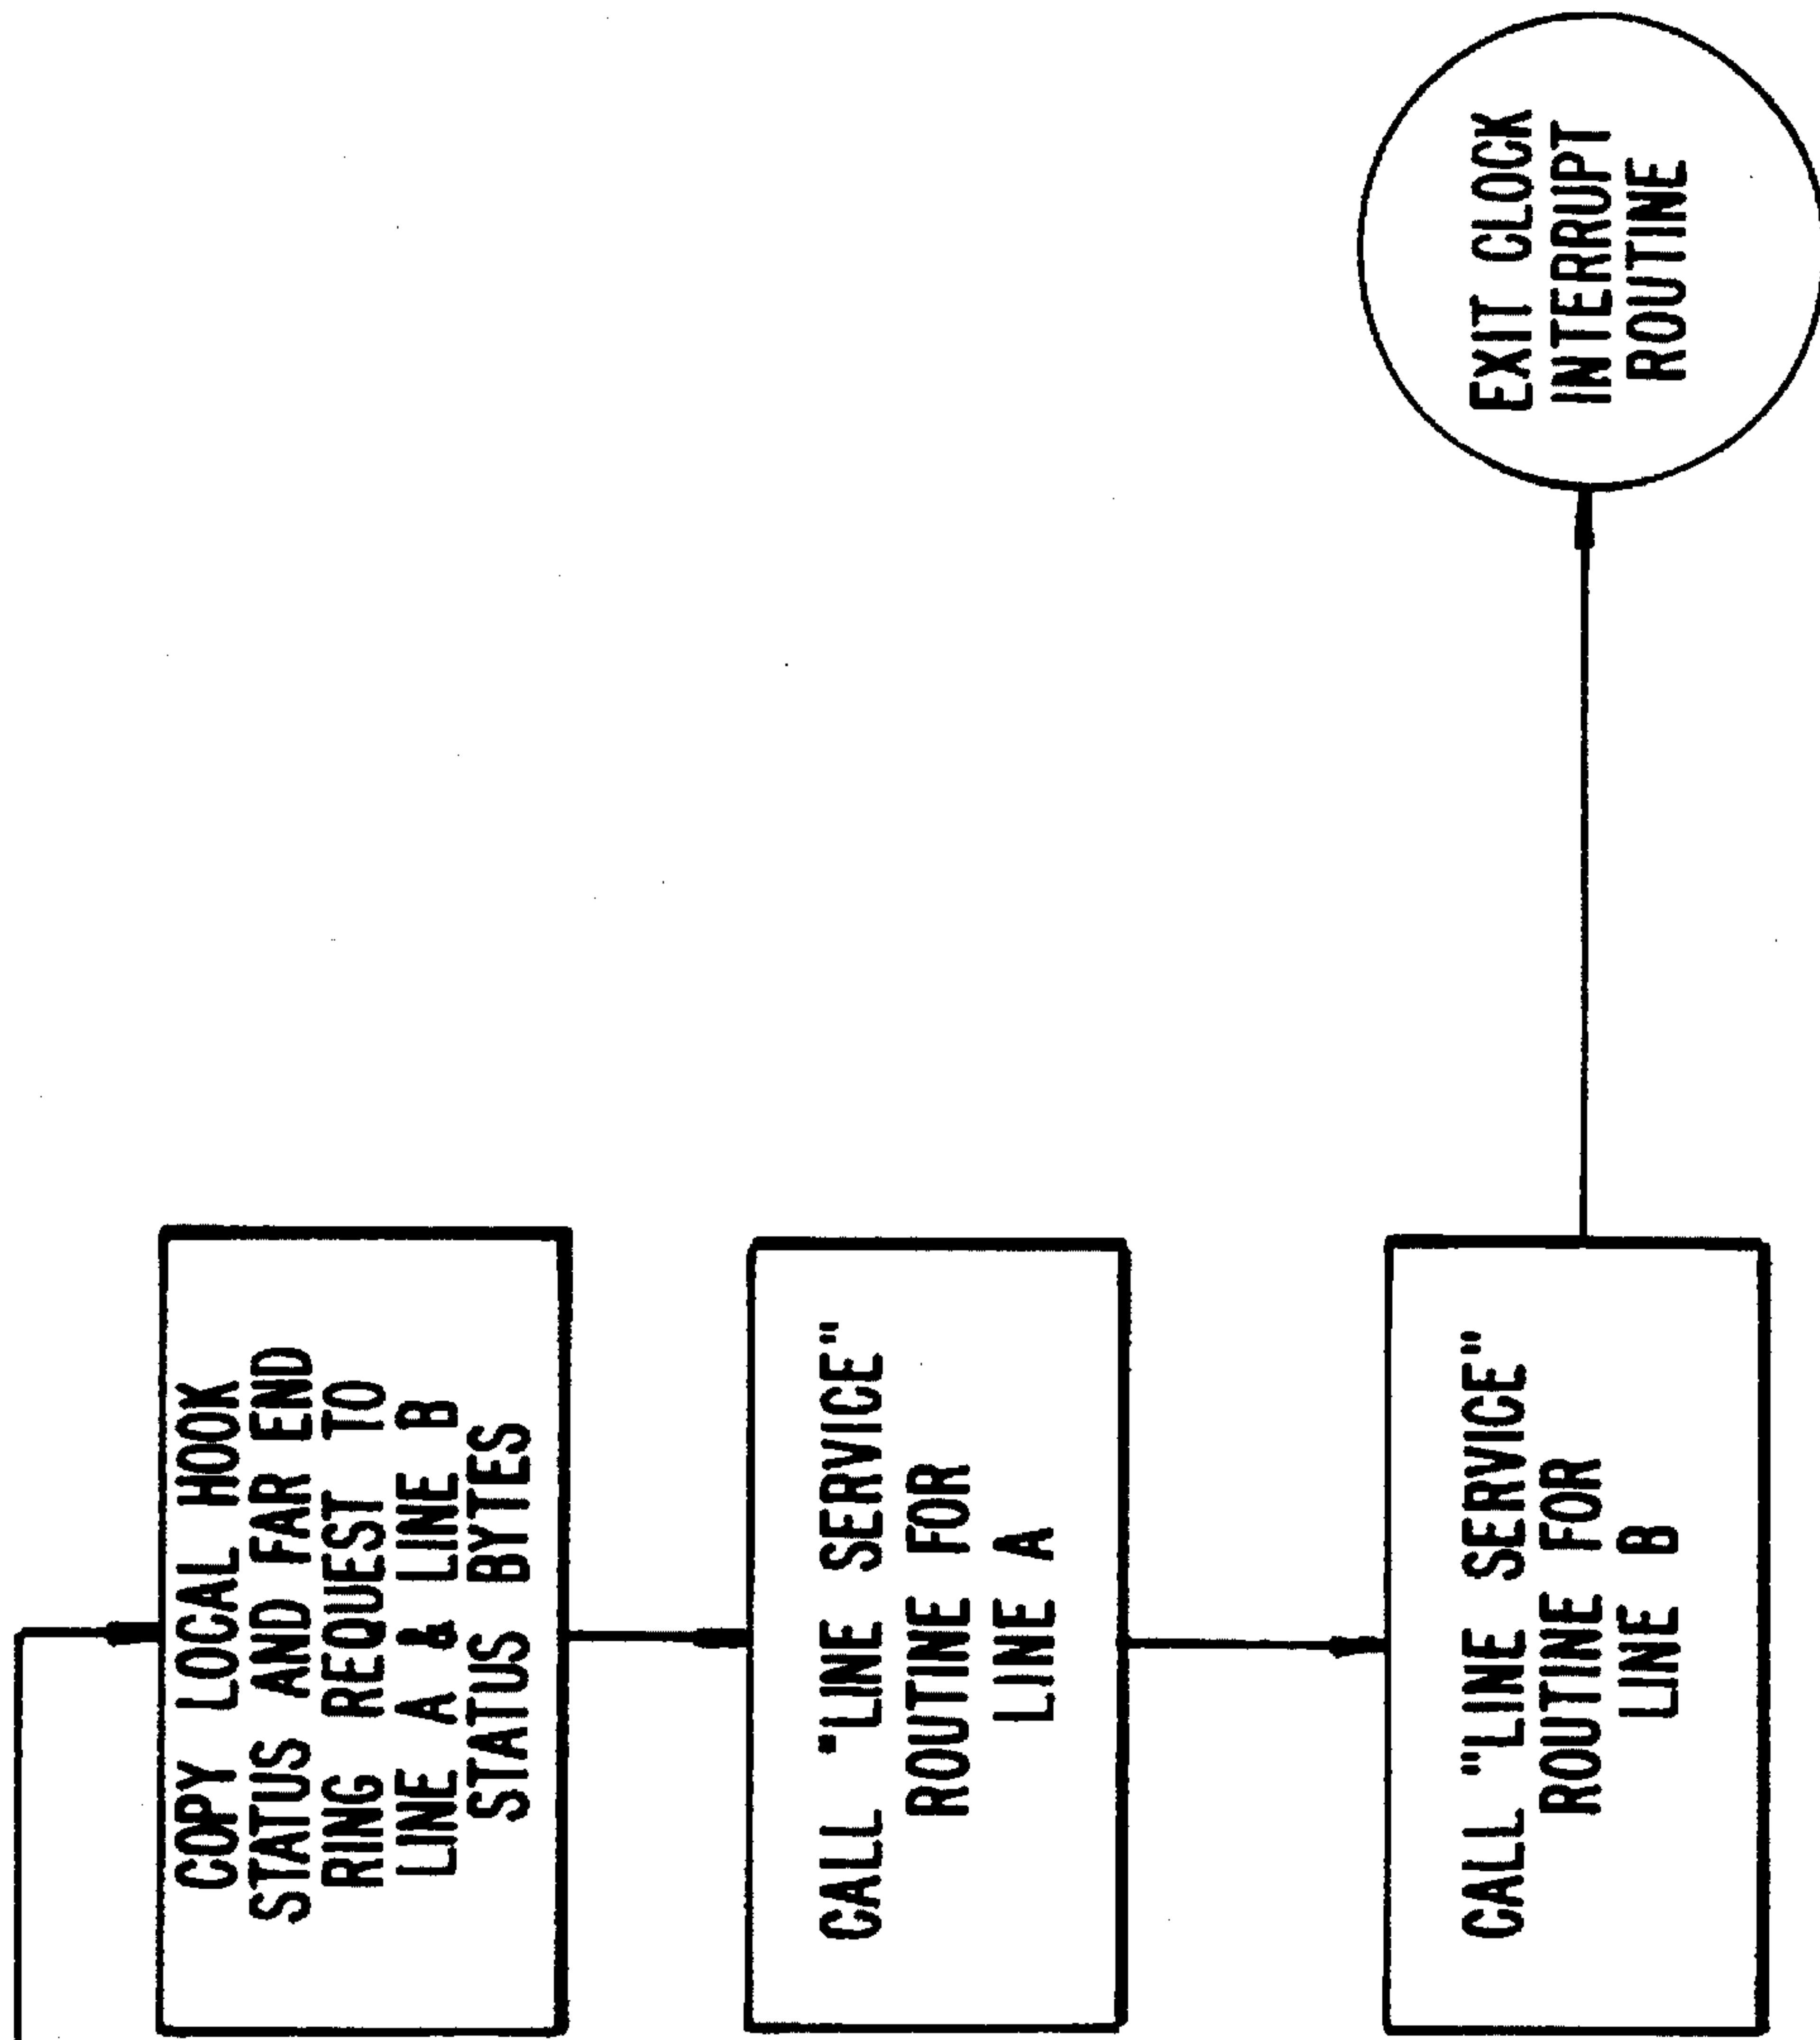 COPY LOCAL HOOK
STATUS AND FAR END
RING REQUEST TO
LINE A & LINE B
STATUS BYTES
CALL "LINE SERVICE"
ROUTINE FOR
LINE A
CALL "LINE SERVICE"
ROUTINE FOR
LINE B
EXIT CLOCK
INTERRUPT
ROUTINE